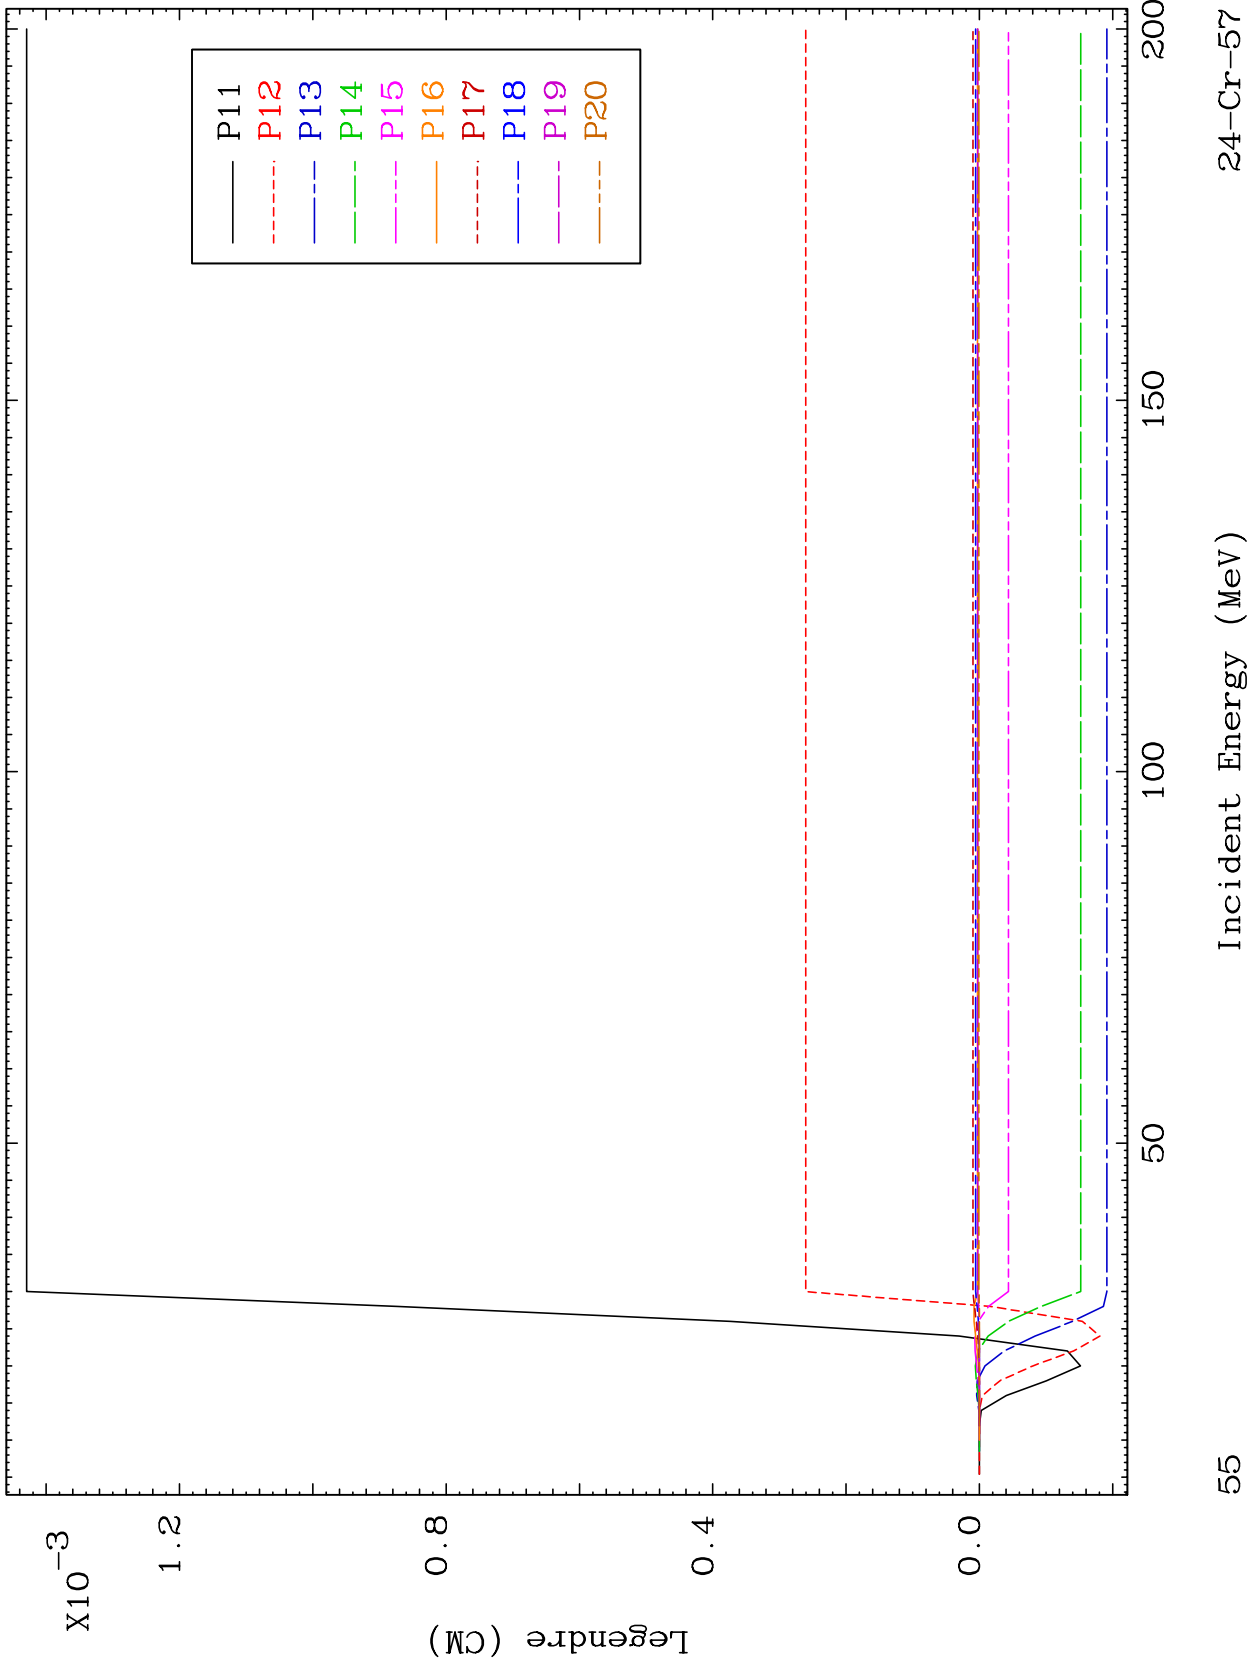 X10-3
1.2
0.8
0.4
0.0
Legendre (CM)
P11
P12
P13
P14
P15
P16
P17
P18
P19
P20
50
100
150
200
55
Incident Energy (MeV)
24-Cr-57